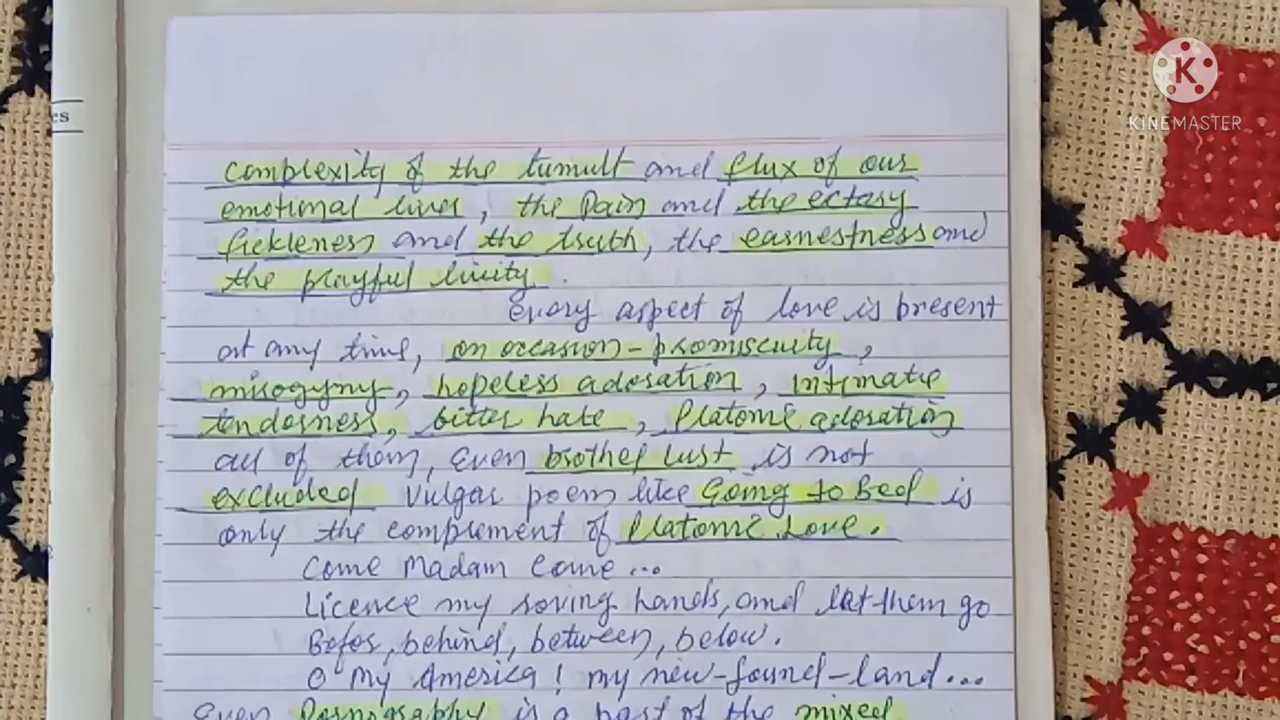 cs
KINEMASTER
complexity of the tumult and flux of our
emotional lives, the Pain and the ectasy
fickleness and the truth, the earnestness and
the playful livity.
Every aspect of love is present
at any time, on occasion - promiscuity,
misogyny, hopeless adoration, intimate
tenderness, bitter hate, Platonic adoration
all of them, even brothel lust is not
excluded Vulgar poem like Going to Bed is
only the complement of Platonic Love.
Come Madam Come...
Licence my roving hands, and let them go
Befor, behind, between, below.
O my America! my new-found-land...
Even Pornography is a part of the mixed